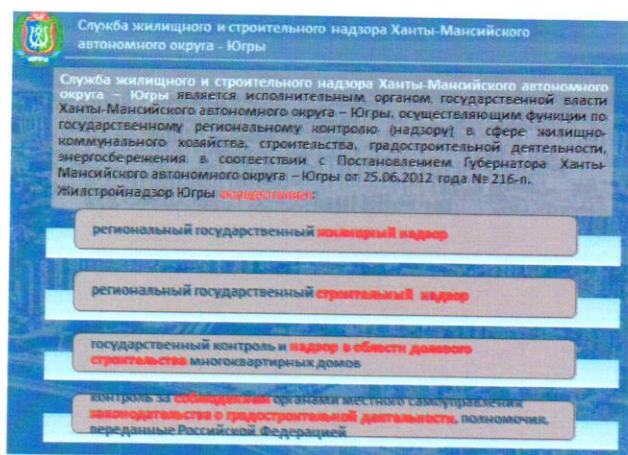 Служба жилищного и строительного надзора Ханты-Мансийского
автономного округа - Югры
Служба жилищного и строительного надзора Ханты-Мансийского автономного
округа – Югры является исполнительным органом государственной власти
Ханты-Мансийского автономного округа – Югры, осуществляющим функции по
государственному региональному контролю (надзору) в сфере жилищно-
коммунального хозяйства, строительства, градостроительной деятельности,
энергосбережения в соответствии с Постановлением Губернатора Ханты-
Мансийского автономного округа – Югры от 25.06.2012 года № 216-п.
Жилстройнадзор Югры осуществляет:
региональный государственный жилищный надзор
региональный государственный строительный надзор
государственный контроль и надзор в области долевого
строительства многоквартирных домов
контроль за соблюдением органами местного самоуправления
законодательства о градостроительной деятельности, полномочия,
переданные Российской Федерацией